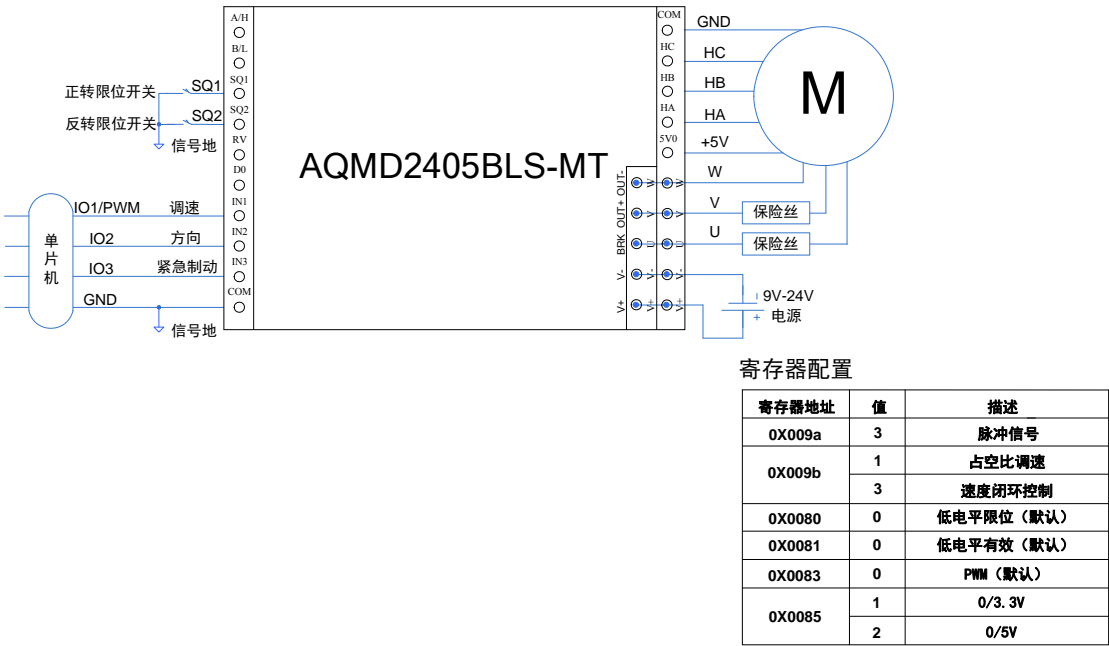 A/H
B/L
SQ1
SQ2
RV
D0
IN1
IN2
IN3
COM
正转限位开关 SQ1
反转限位开关 SQ2
信号地
单片机
IO1/PWM 调速
IO2 方向
IO3 紧急制动
GND
信号地
AQMD2405BLS-MT
COM
HC
HB
HA
5V0
GND
HC
HB
HA
+5V
W
V
U
M
OUT-
OUT+
BRK
V-
V+
W
V
U
V-
V+
保险丝
保险丝
-
9V-24V
+ 电源
寄存器配置
寄存器地址 值 描述
0X009a 3 脉冲信号
0X009b 1 占空比调速
3 速度闭环控制
0X0080 0 低电平限位（默认）
0X0081 0 低电平有效（默认）
0X0083 0 PWM（默认）
0X0085 1 0/3.3V
2 0/5V